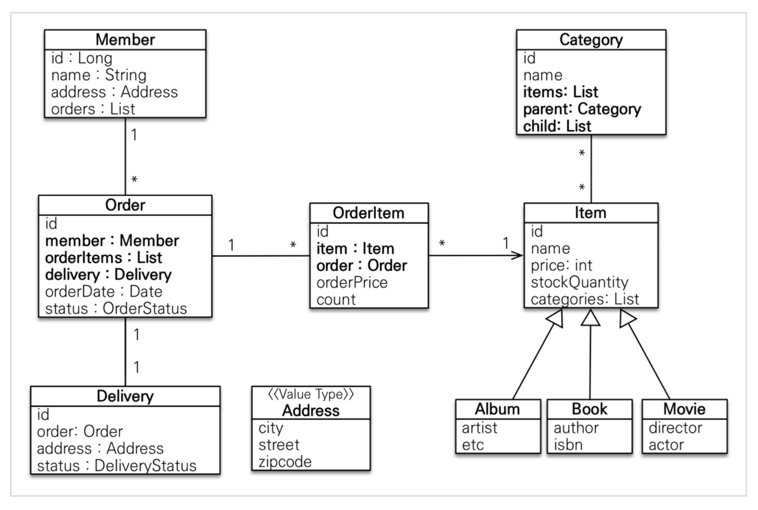 Member
id : Long
name : String
address : Address
orders : List
Category
id
name
items: List
parent: Category
child: List
1
*
*
*
Order
id
member : Member
orderItems : List
delivery : Delivery
orderDate : Date
status : OrderStatus
1
*
OrderItem
id
item : Item
order : Order
orderPrice
count
*
1
Item
id
name
price: int
stockQuantity
categories: List
1
1
Delivery
id
order: Order
address : Address
status : DeliveryStatus
<<Value Type>>
Address
city
street
zipcode
Album
artist
etc
Book
author
isbn
Movie
director
actor